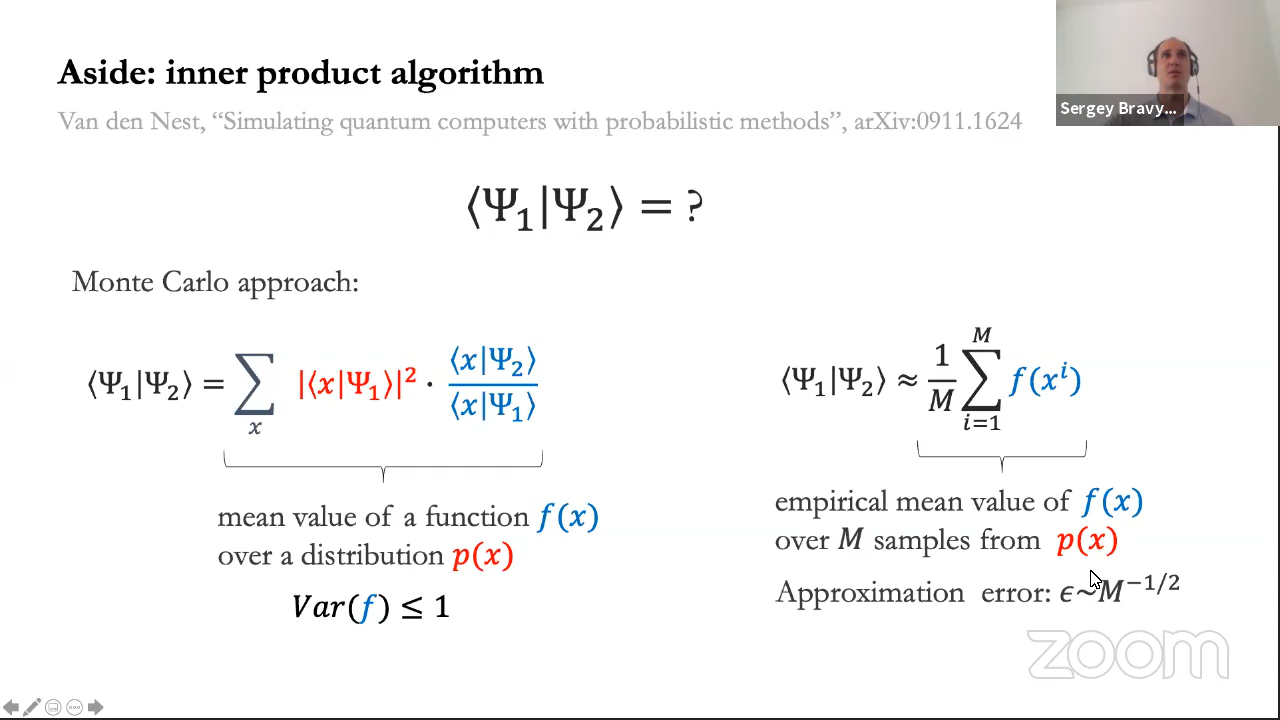 Aside: inner product algorithm
Van den Nest, “Simulating quantum computers with probabilistic methods”, arXiv:0911.1624
Sergey Bravy...
⟨Ψ₁|Ψ₂⟩ = ?
Monte Carlo approach:
⟨Ψ₁|Ψ₂⟩ = ∑ₓ |⟨x|Ψ₁⟩|² · ⟨x|Ψ₂⟩ / ⟨x|Ψ₁⟩
mean value of a function f(x)
over a distribution p(x)
Var(f) ≤ 1
⟨Ψ₁|Ψ₂⟩ ≈ 1/M ∑ᵢ₌₁ᴹ f(xⁱ)
empirical mean value of f(x)
over M samples from p(x)
Approximation error: ϵ~M⁻¹/²
zoom